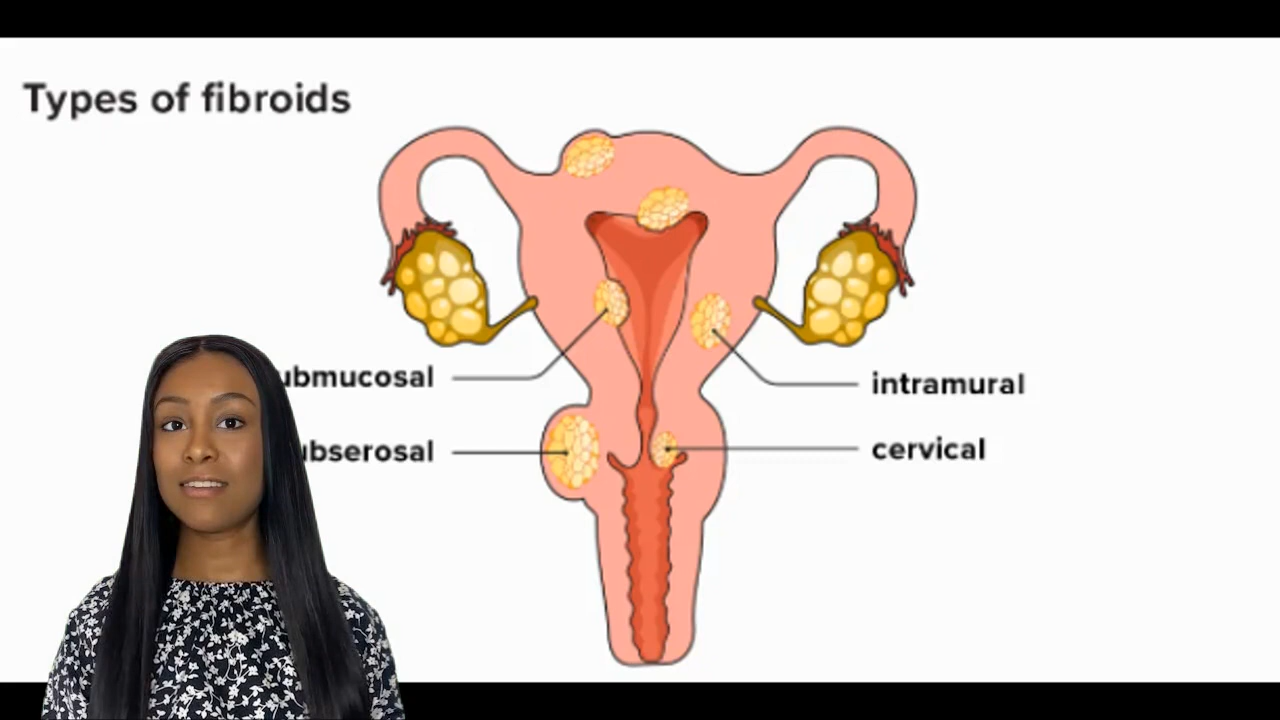 Types of fibroids
ubmucosal
intramural
ubserosal
cervical